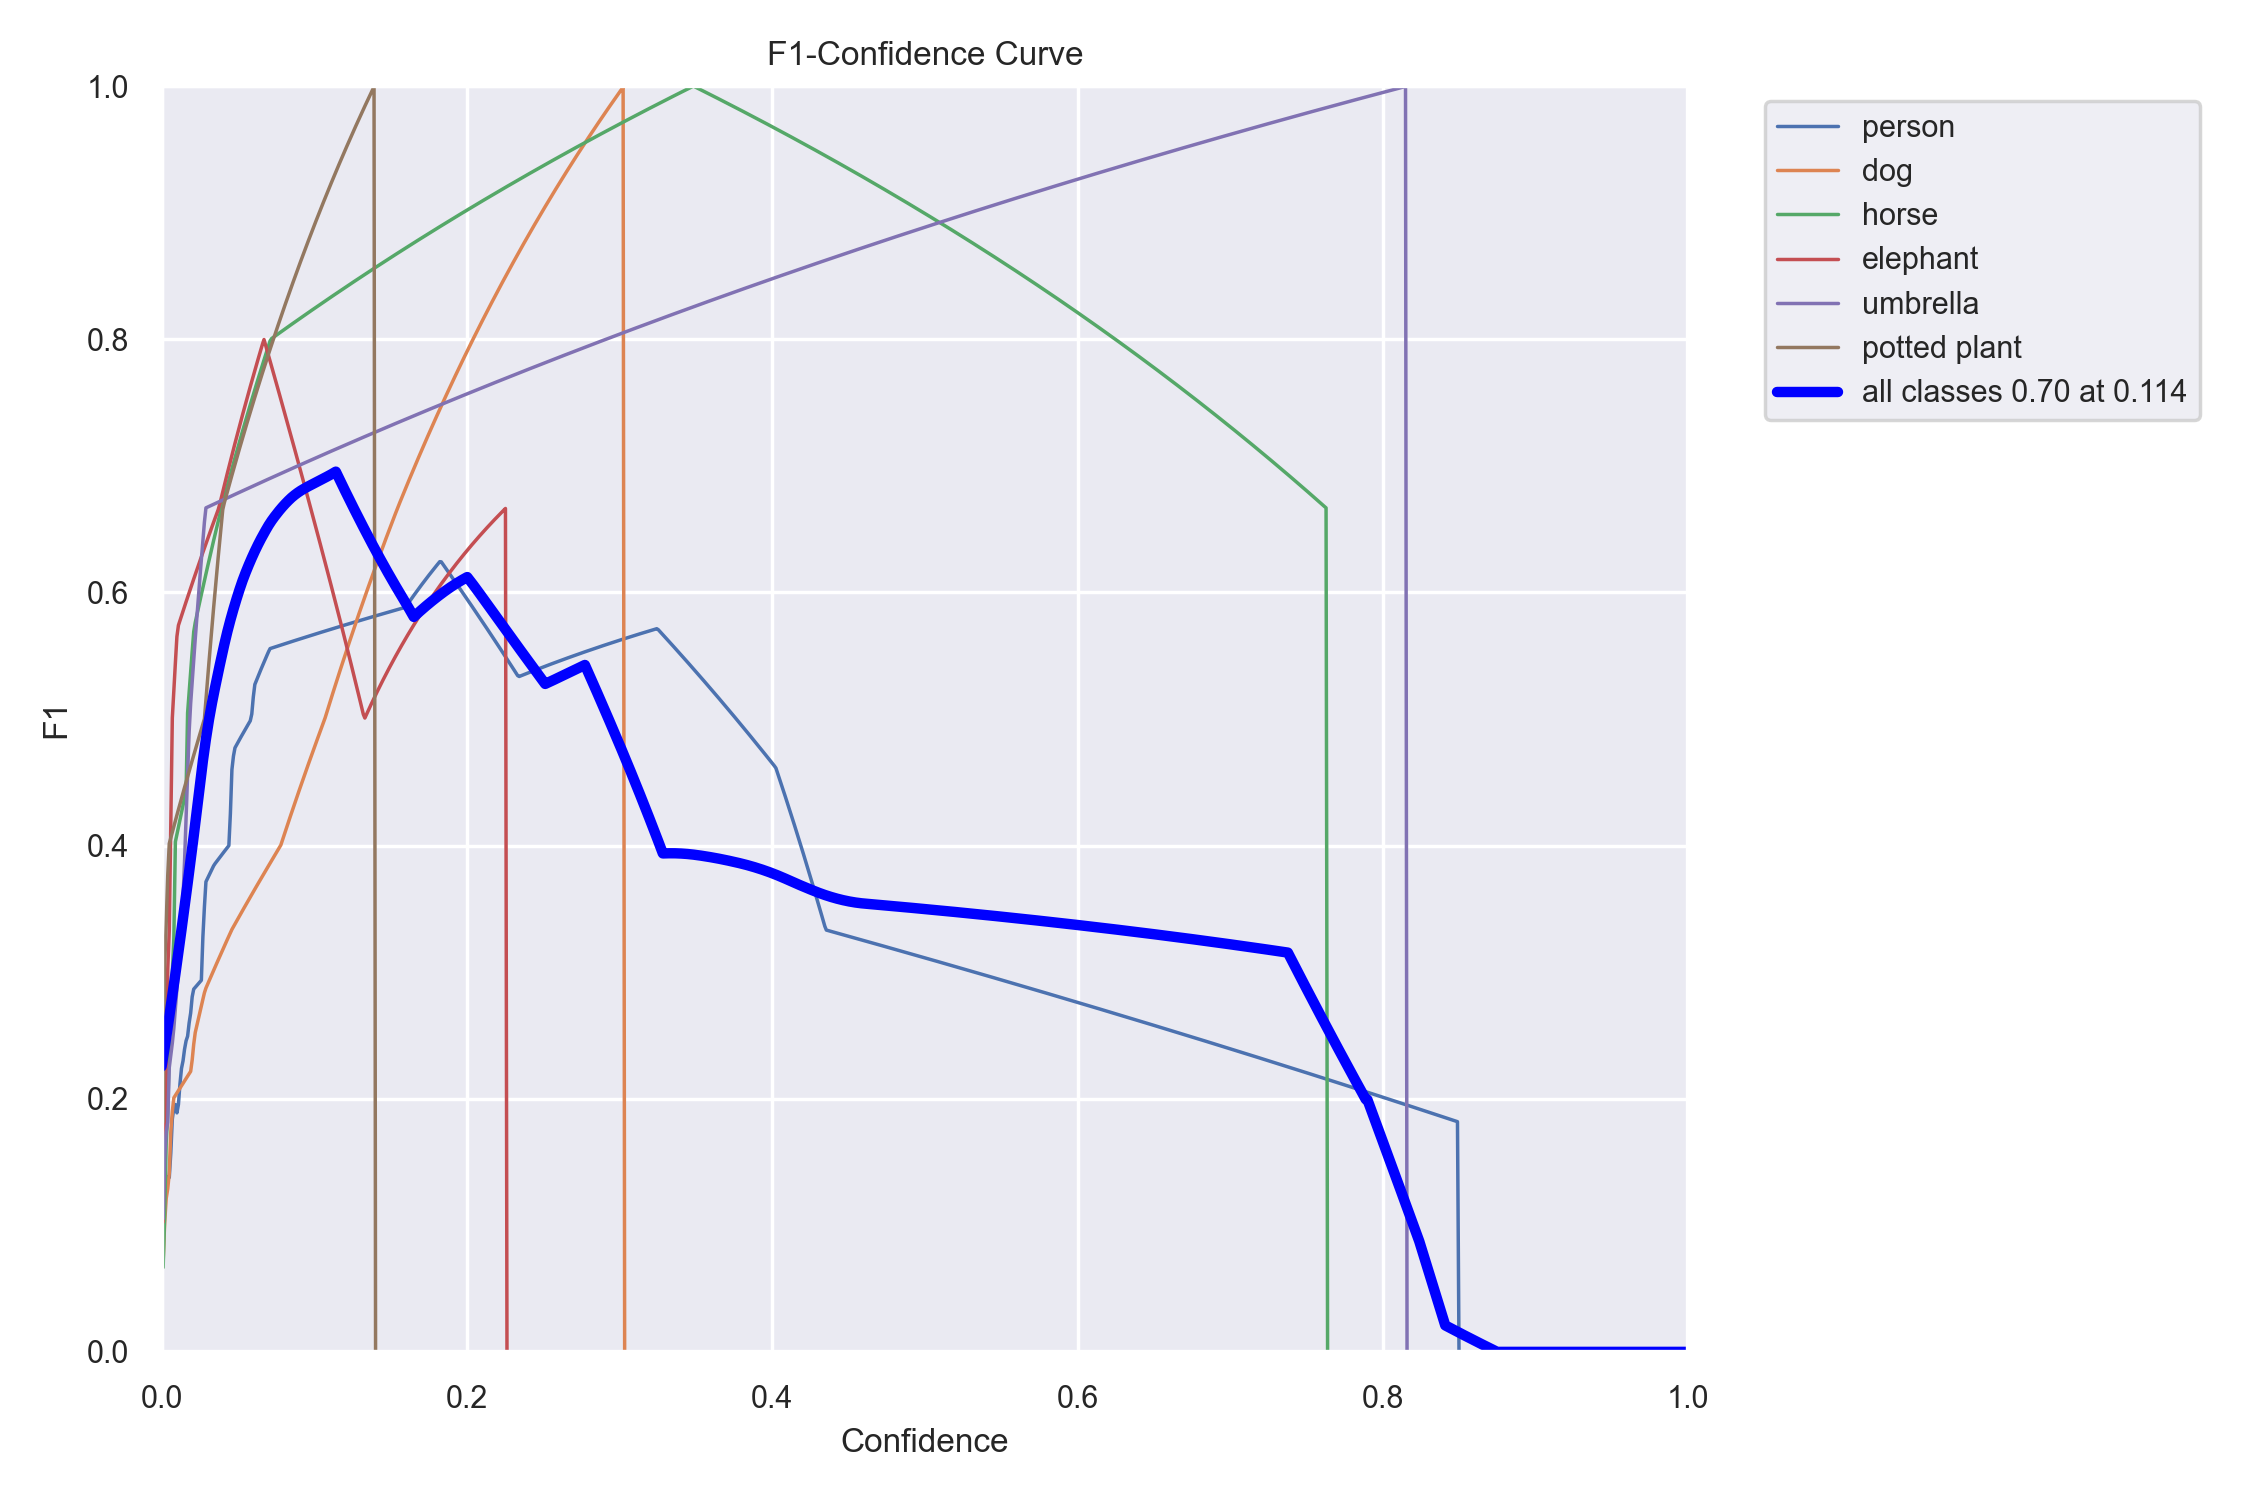 F1-Confidence Curve
1.0
0.8
0.6
0.4
0.2
0.0
F1
0.0 0.2 0.4 0.6 0.8 1.0
Confidence
person
dog
horse
elephant
umbrella
potted plant
all classes 0.70 at 0.114